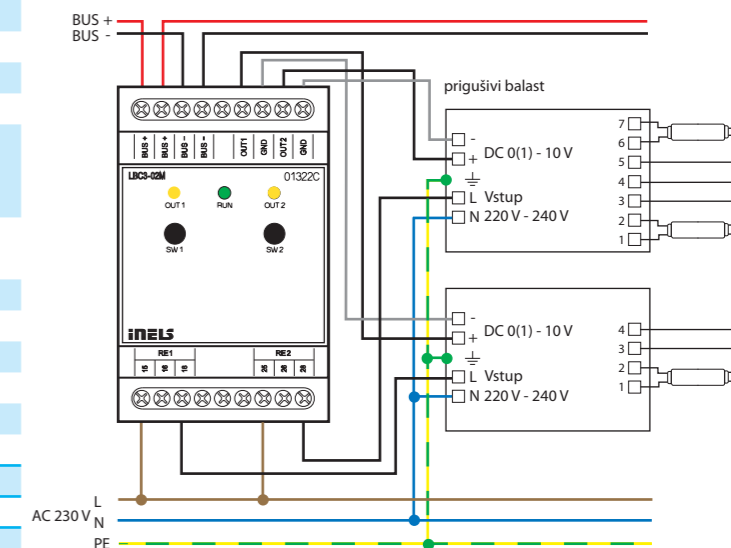 BUS +
BUS -
BUS +
BUS +
BUS -
BUS -
OUT1
GND
OUT2
GND
LBC3-02M
01322C
OUT 1
RUN
OUT 2
SW 1
SW 2
iNELS
RE1
RE2
15
16
18
25
26
28
prigušivi balast
-
+ DC 0(1) - 10 V
L Vstup
N 220 V - 240 V
7
6
5
4
3
2
1
-
+ DC 0(1) - 10 V
L Vstup
N 220 V - 240 V
4
3
2
1
AC 230 V
L
N
PE